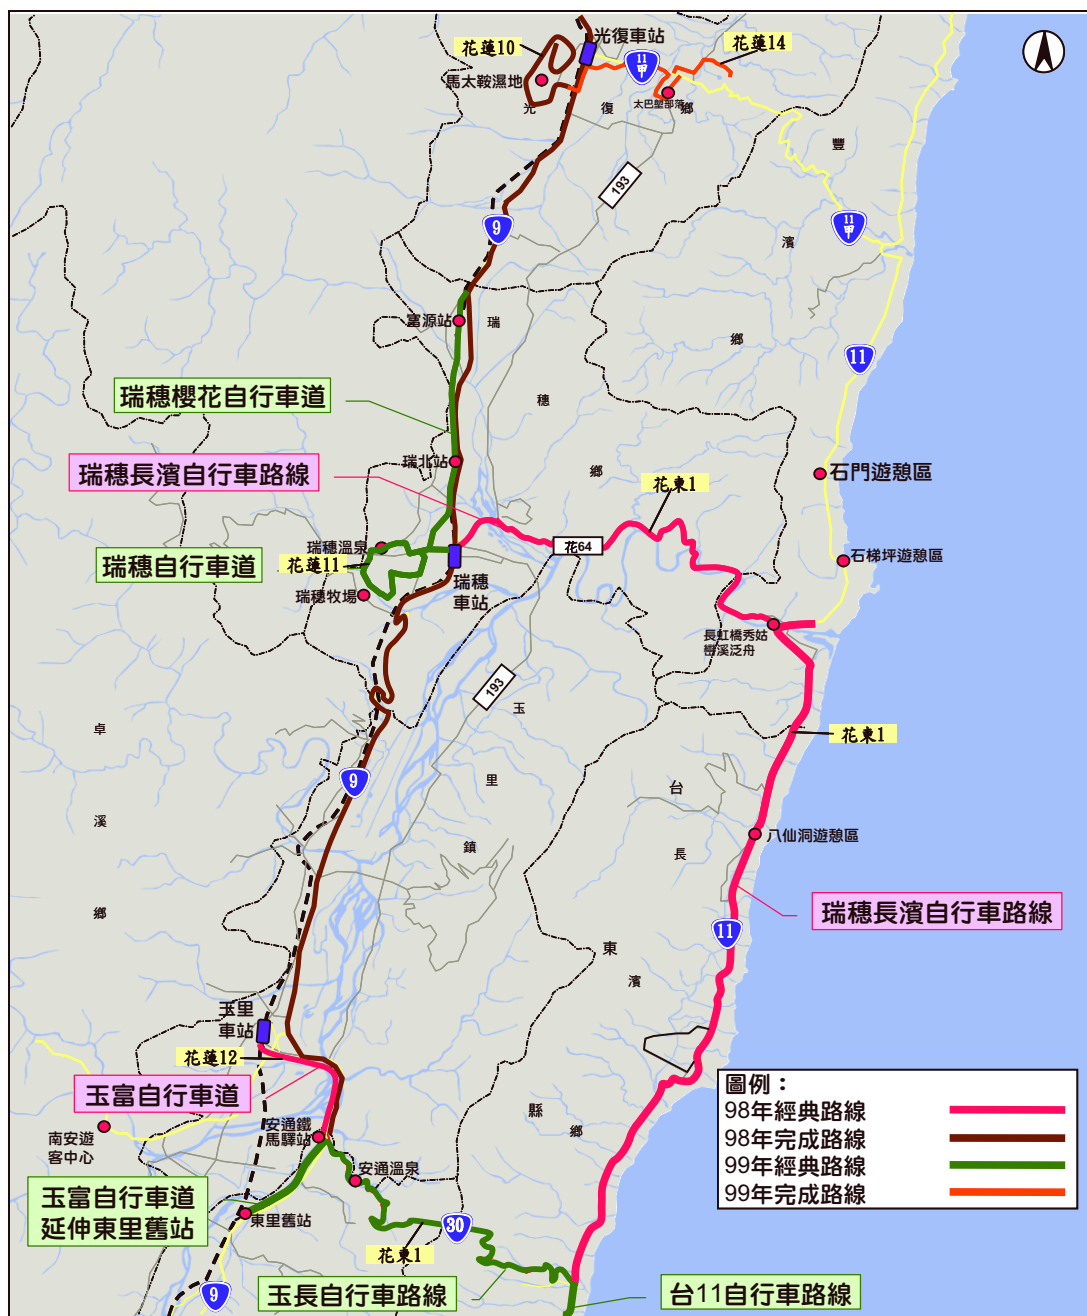 花蓮10
光復車站
花蓮14
11
甲
馬太鞍濕地
太巴塱部落
光
復
鄉
豐
193
11
甲
9
濱
富源站
瑞
鄉
11
瑞穗櫻花自行車道
穗
瑞北站
瑞穗長濱自行車路線
鄉
花東1
石門遊憩區
瑞穗溫泉
花64
瑞穗自行車道
花蓮11
石梯坪遊憩區
瑞穗
車站
瑞穗牧場
長虹橋秀姑
巒溪泛舟
193
玉
卓
花東1
里
9
台
溪
八仙洞遊憩區
鎮
長
鄉
瑞穗長濱自行車路線
11
東
濱
玉里
車站
花蓮12
玉富自行車道
圖例：
98年經典路線
98年完成路線
99年經典路線
99年完成路線
縣
鄉
安通鐵
馬驛站
南安遊
客中心
安通溫泉
玉富自行車道
延伸東里舊站
東里舊站
30
花東1
9
玉長自行車路線
台11自行車路線